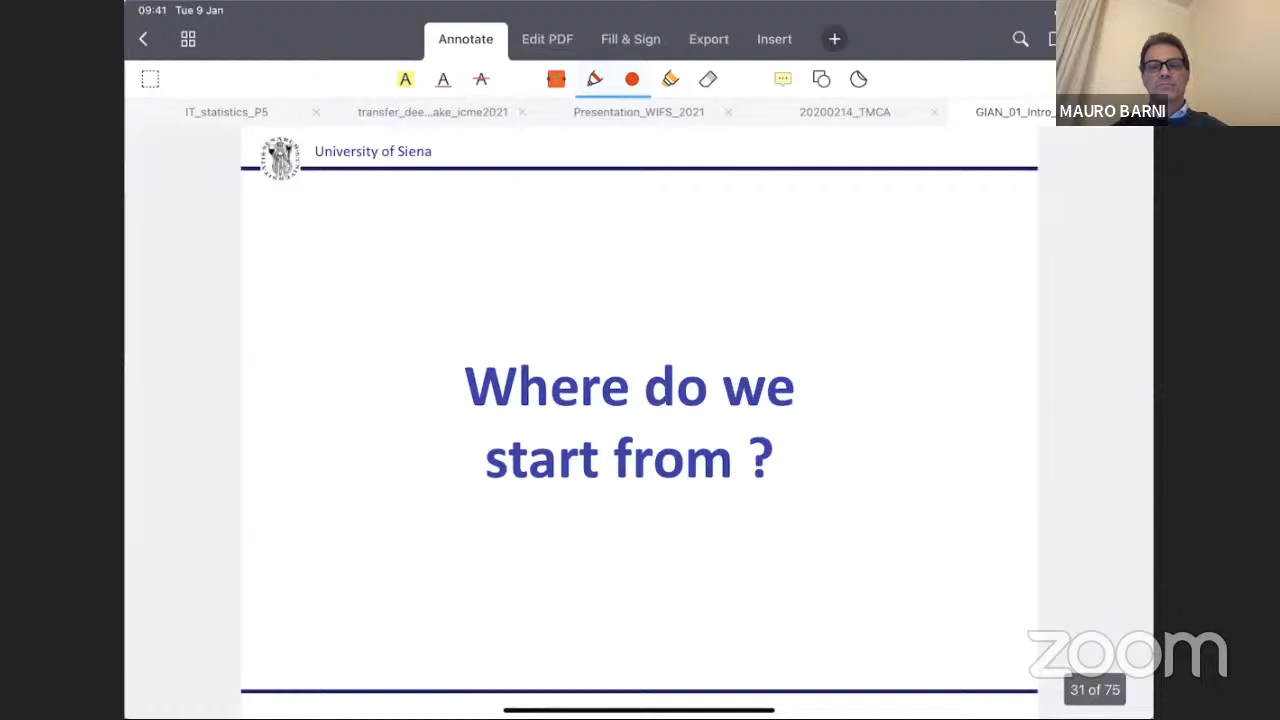 09:41 Tue 9 Jan
Annotate Edit PDF Fill & Sign Export Insert
A A A
IT_statistics_P5 transfer_dee...ake_icme2021 Presentation_WIFS_2021 20200214_TMCA GIAN_01_Intro_
MAURO BARNI
University of Siena
Where do we
start from ?
zoom
31 of 75